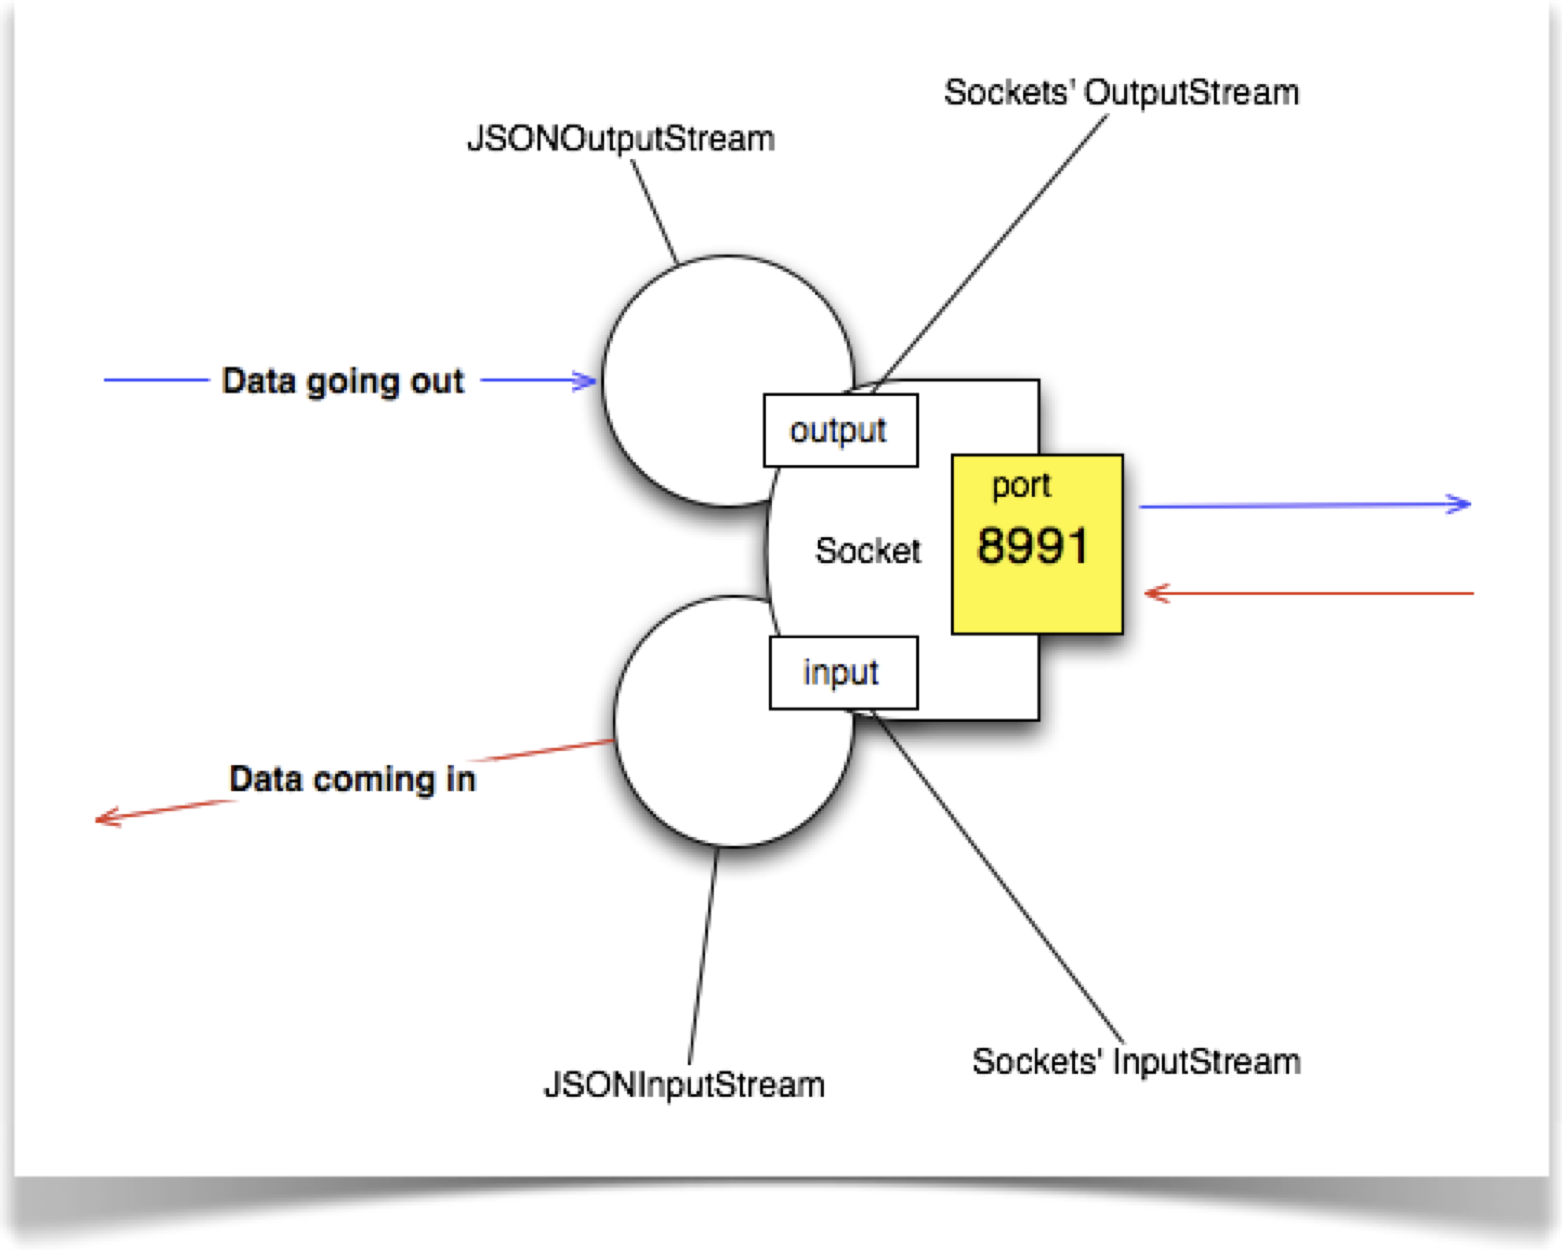 Sockets' OutputStream
JSONOutputStream
Data going out
output
port
8991
Socket
input
Data coming in
Sockets' InputStream
JSONInputStream